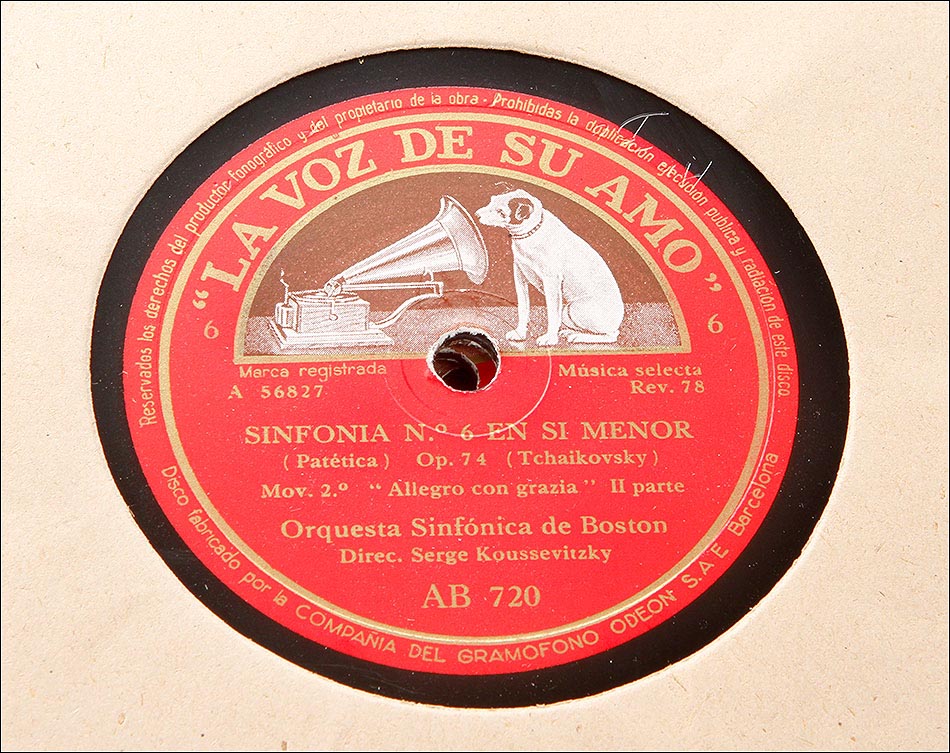 Reservados los derechos del productor fonográfico y del propietario de la obra - Prohibidas la duplicación ejecución publica y radiación de este disco
“LA VOZ DE SU AMO”
6 6
Marca registrada Música selecta
A 56827 Rev. 78
SINFONIA N.º 6 EN SI MENOR
(Patética) Op. 74 (Tchaikovsky)
Mov. 2.º “Allegro con grazia” II parte
Orquesta Sinfónica de Boston
Direc. Serge Koussevitzky
AB 720
Disco fabricado por la COMPAÑIA DEL GRAMOFONO ODEON S.A.E Barcelona